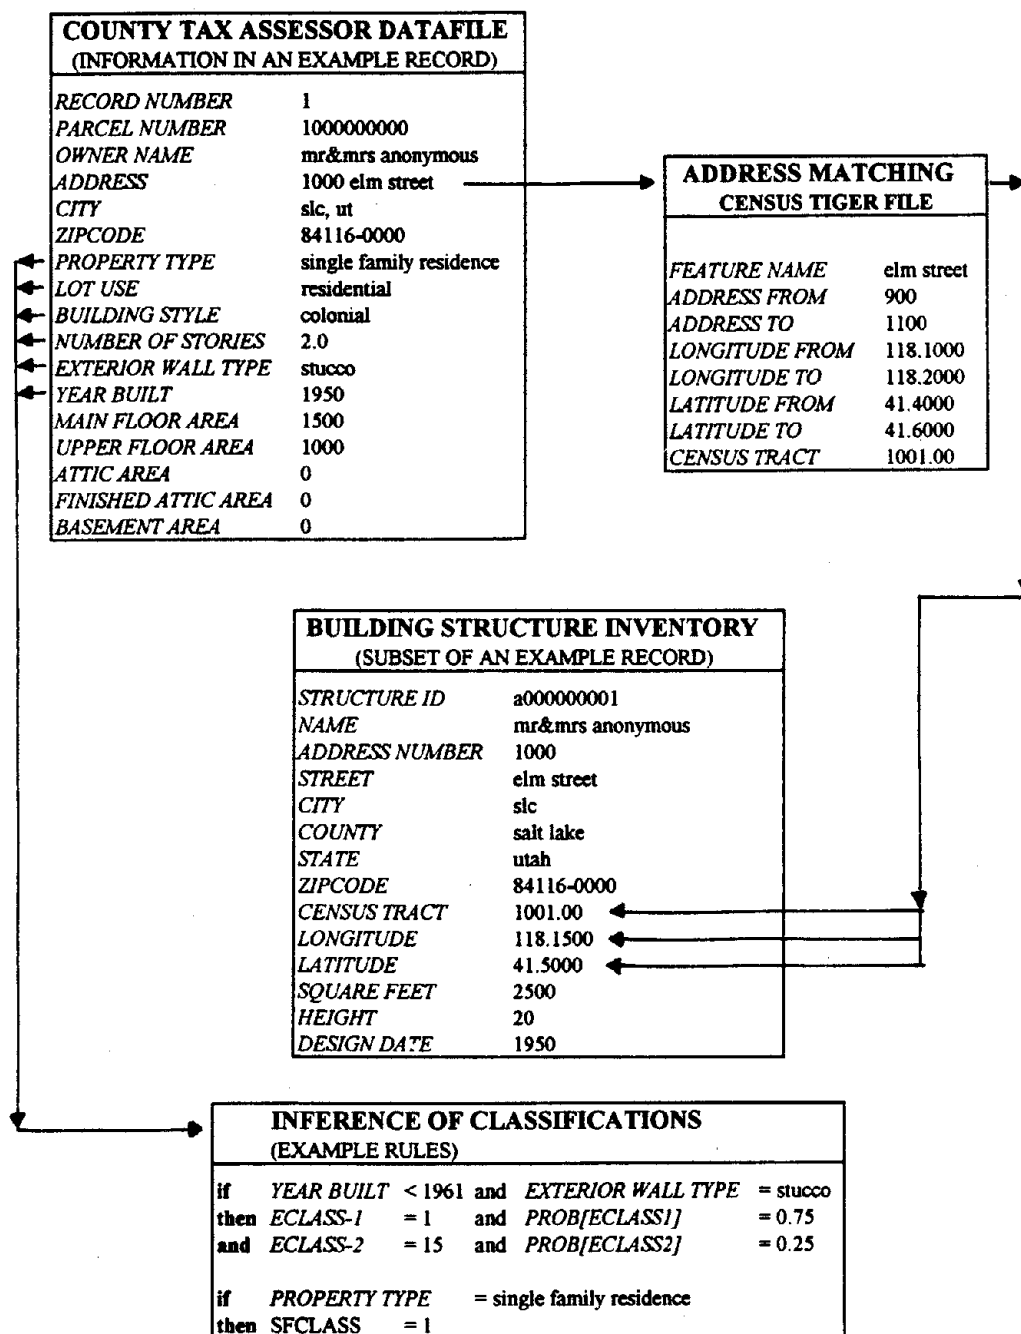 COUNTY TAX ASSESSOR DATAFILE
(INFORMATION IN AN EXAMPLE RECORD)
RECORD NUMBER 1
PARCEL NUMBER 1000000000
OWNER NAME mr&mrs anonymous
ADDRESS 1000 elm street
CITY slc, ut
ZIPCODE 84116-0000
PROPERTY TYPE single family residence
LOT USE residential
BUILDING STYLE colonial
NUMBER OF STORIES 2.0
EXTERIOR WALL TYPE stucco
YEAR BUILT 1950
MAIN FLOOR AREA 1500
UPPER FLOOR AREA 1000
ATTIC AREA 0
FINISHED ATTIC AREA 0
BASEMENT AREA 0
ADDRESS MATCHING
CENSUS TIGER FILE
FEATURE NAME elm street
ADDRESS FROM 900
ADDRESS TO 1100
LONGITUDE FROM 118.1000
LONGITUDE TO 118.2000
LATITUDE FROM 41.4000
LATITUDE TO 41.6000
CENSUS TRACT 1001.00
BUILDING STRUCTURE INVENTORY
(SUBSET OF AN EXAMPLE RECORD)
STRUCTURE ID a000000001
NAME mr&mrs anonymous
ADDRESS NUMBER 1000
STREET elm street
CITY slc
COUNTY salt lake
STATE utah
ZIPCODE 84116-0000
CENSUS TRACT 1001.00
LONGITUDE 118.1500
LATITUDE 41.5000
SQUARE FEET 2500
HEIGHT 20
DESIGN DATE 1950
INFERENCE OF CLASSIFICATIONS
(EXAMPLE RULES)
if YEAR BUILT < 1961 and EXTERIOR WALL TYPE = stucco
then ECLASS-1 = 1 and PROB[ECLASS1] = 0.75
and ECLASS-2 = 15 and PROB[ECLASS2] = 0.25
if PROPERTY TYPE = single family residence
then SFCLASS = 1